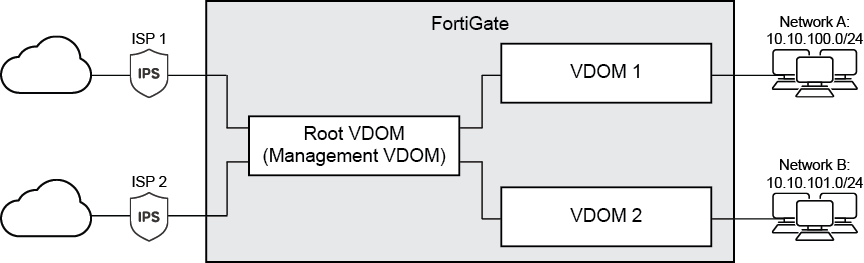 FortiGate
Network A:
10.10.100.0/24
ISP 1
IPS
VDOM 1
Root VDOM
(Management VDOM)
ISP 2
IPS
VDOM 2
Network B:
10.10.101.0/24